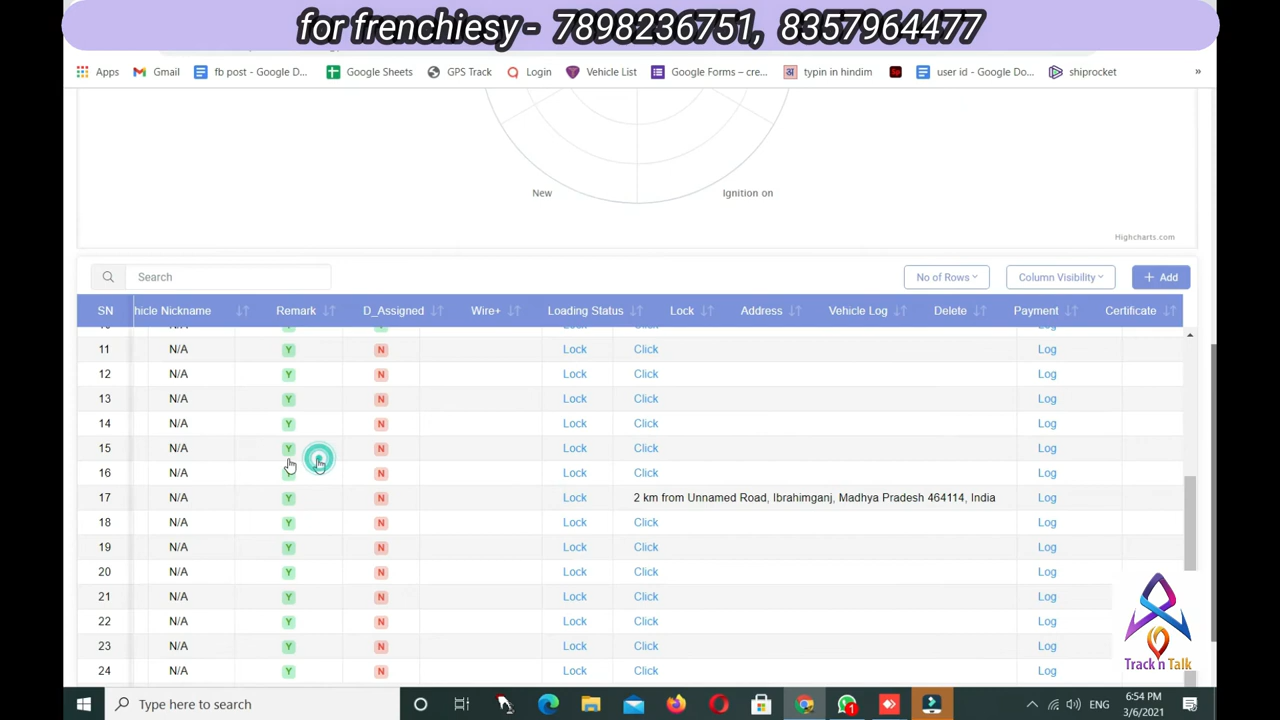 for frenchiesy - 7898236751, 8357964477
Apps Gmail fb post - Google D... Google Sheets GPS Track Login Vehicle List Google Forms – cre... अ typin in hindim Sp user id - Google Do... shiprocket »
New Ignition on
Highcharts.com
Search No of Rows Column Visibility + Add
SN hicle Nickname Remark D_Assigned Wire+ Loading Status Lock Address Vehicle Log Delete Payment Certificate
11 N/A Y N Lock Click Log
12 N/A Y N Lock Click Log
13 N/A Y N Lock Click Log
14 N/A Y N Lock Click Log
15 N/A Y N Lock Click Log
16 N/A Y N Lock Click Log
17 N/A Y N Lock 2 km from Unnamed Road, Ibrahimganj, Madhya Pradesh 464114, India Log
18 N/A Y N Lock Click Log
19 N/A Y N Lock Click Log
20 N/A Y N Lock Click Log
21 N/A Y N Lock Click Log
22 N/A Y N Lock Click Log
23 N/A Y N Lock Click Log
24 N/A Y N Lock Click Log
Track n Talk
Type here to search 1 ENG 6:54 PM
3/6/2021